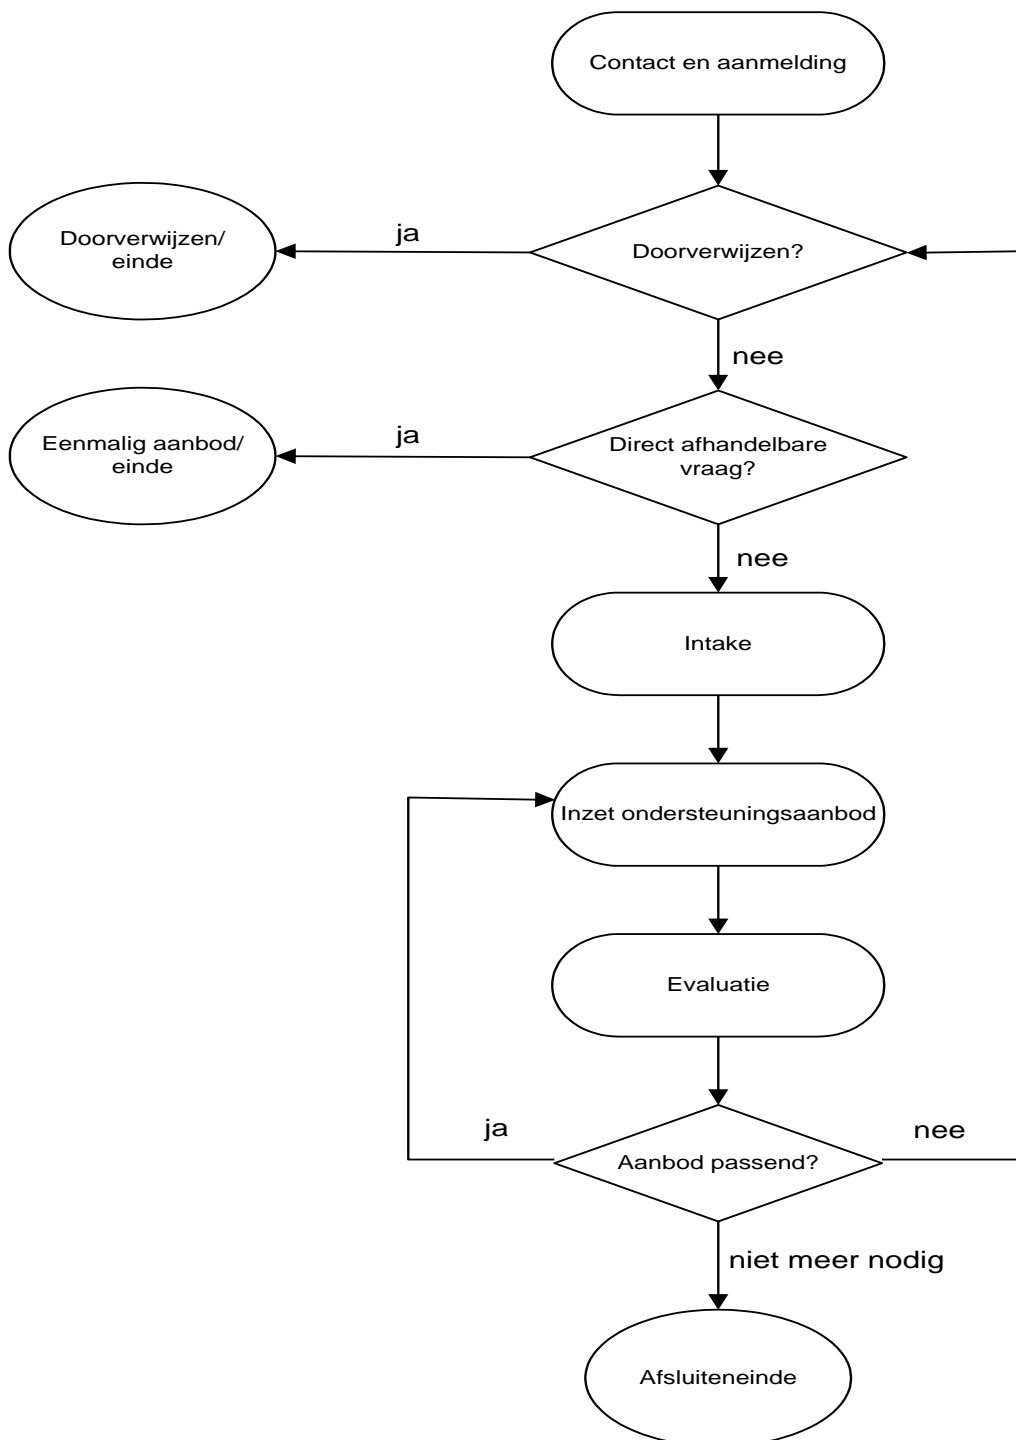 Contact en aanmelding
Doorverwijzen/
einde
ja
Doorverwijzen?
nee
Eenmalig aanbod/
einde
ja
Direct afhandelbare
vraag?
nee
Intake
Inzet ondersteuningsaanbod
Evaluatie
ja
Aanbod passend?
nee
niet meer nodig
Afsluiteneinde